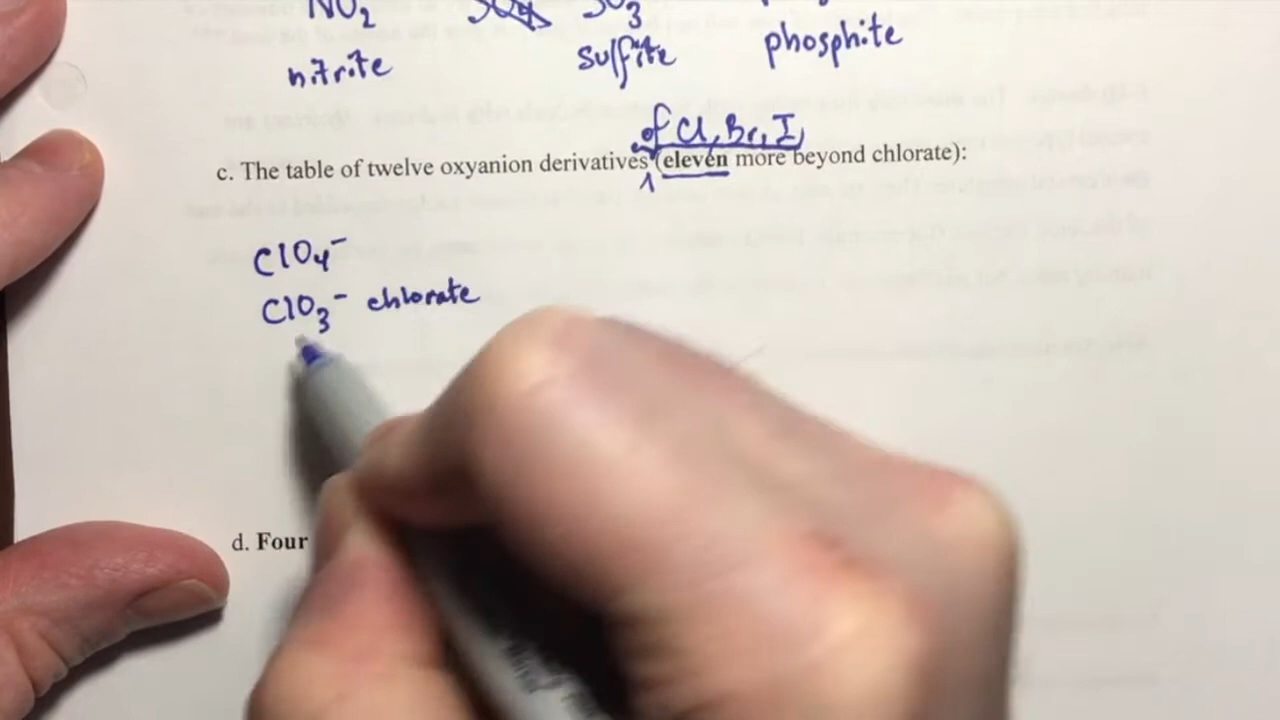 NO₂ SO₃
nitrite sulfite phosphite
of Cl, Br, I
c. The table of twelve oxyanion derivatives (eleven more beyond chlorate):
ClO₄⁻
ClO₃⁻ chlorate
d. Four